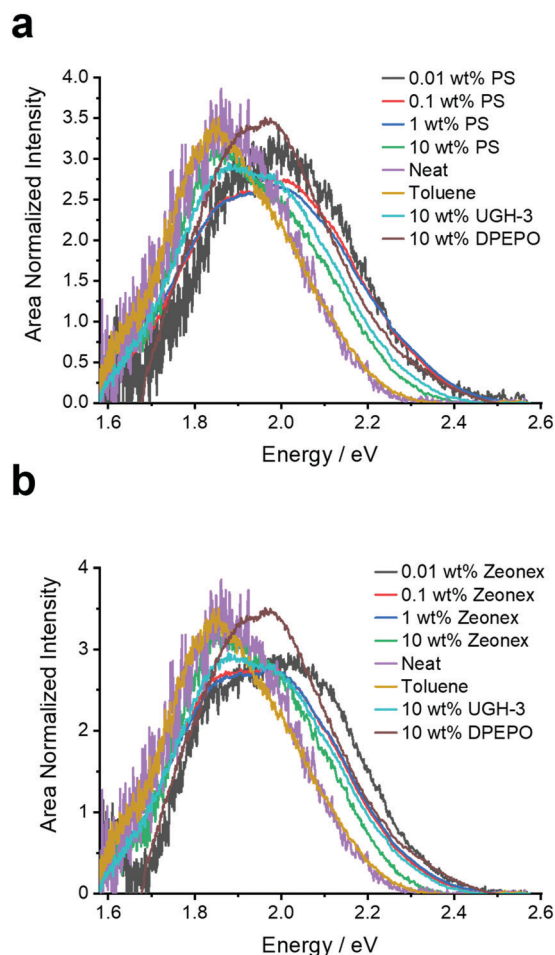 a
Area Normalized Intensity
4.0
3.5
3.0
2.5
2.0
1.5
1.0
0.5
0.0
0.01 wt% PS
0.1 wt% PS
1 wt% PS
10 wt% PS
Neat
Toluene
10 wt% UGH-3
10 wt% DPEPO
1.6 1.8 2.0 2.2 2.4 2.6
Energy / eV
b
Area Normalized Intensity
4
3
2
1
0
0.01 wt% Zeonex
0.1 wt% Zeonex
1 wt% Zeonex
10 wt% Zeonex
Neat
Toluene
10 wt% UGH-3
10 wt% DPEPO
1.6 1.8 2.0 2.2 2.4 2.6
Energy / eV